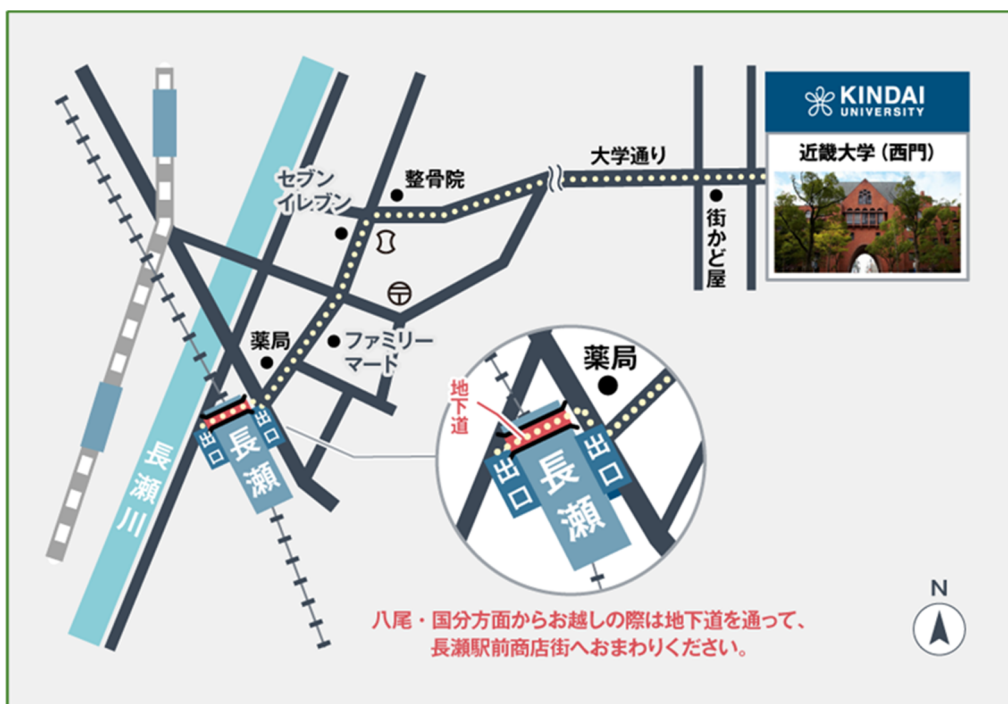 KINDAI
UNIVERSITY
近畿大学（西門）
大学通り
整骨院
セブン
イレブン
街かど屋
〒
薬局
ファミリー
マート
出口
出口
長瀬
長瀬川
地下道
薬局
出口
出口
長瀬
八尾・国分方面からお越しの際は地下道を通って、
長瀬駅前商店街へおまわりください。
N